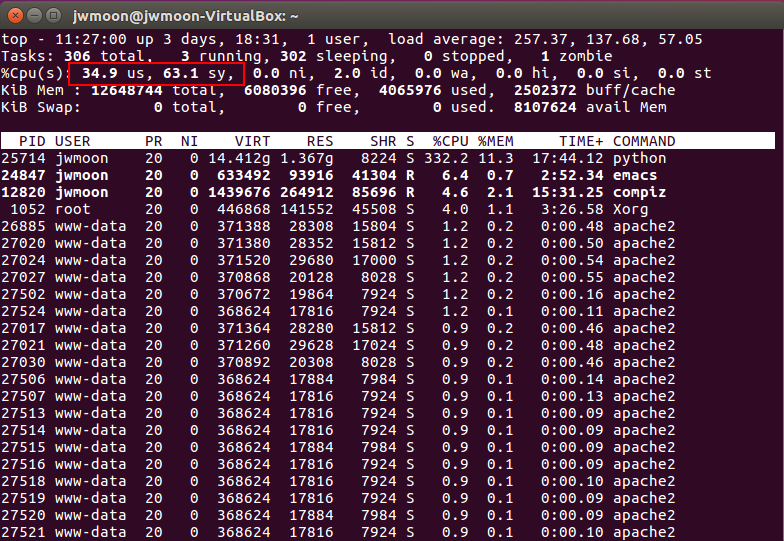 jwmoon@jwmoon-VirtualBox: ~
top - 11:27:00 up 3 days, 18:31,  1 user,  load average: 257.37, 137.68, 57.05
Tasks: 306 total,   3 running, 302 sleeping,   0 stopped,   1 zombie
%Cpu(s): 34.9 us, 63.1 sy,  0.0 ni,  2.0 id,  0.0 wa,  0.0 hi,  0.0 si,  0.0 st
KiB Mem : 12648744 total,  6080396 free,  4065976 used,  2502372 buff/cache
KiB Swap:        0 total,        0 free,        0 used.  8107624 avail Mem
PID USER      PR  NI    VIRT    RES    SHR S  %CPU %MEM     TIME+ COMMAND
25714 jwmoon    20   0 14.412g 1.367g   8224 S 332.2 11.3  17:44.12 python
24847 jwmoon    20   0  633492  93916  41304 R   6.4  0.7   2:52.34 emacs
12820 jwmoon    20   0 1439676 264912  85696 R   4.6  2.1  15:31.25 compiz
1052 root      20   0  446868 141552  45508 S   4.0  1.1   3:26.58 Xorg
26885 www-data  20   0  371388  28308  15804 S   1.2  0.2   0:00.48 apache2
27020 www-data  20   0  371380  28352  15812 S   1.2  0.2   0:00.50 apache2
27024 www-data  20   0  371520  29680  17000 S   1.2  0.2   0:00.54 apache2
27027 www-data  20   0  370868  20128   8028 S   1.2  0.2   0:00.55 apache2
27502 www-data  20   0  370672  19864   7924 S   1.2  0.2   0:00.16 apache2
27524 www-data  20   0  368624  17816   7924 S   1.2  0.1   0:00.11 apache2
27017 www-data  20   0  371364  28280  15812 S   0.9  0.2   0:00.46 apache2
27021 www-data  20   0  371260  29628  17024 S   0.9  0.2   0:00.48 apache2
27030 www-data  20   0  370892  20308   8028 S   0.9  0.2   0:00.46 apache2
27506 www-data  20   0  368624  17884   7984 S   0.9  0.1   0:00.14 apache2
27507 www-data  20   0  368624  17816   7924 S   0.9  0.1   0:00.13 apache2
27513 www-data  20   0  368624  17816   7924 S   0.9  0.1   0:00.09 apache2
27514 www-data  20   0  368624  17816   7924 S   0.9  0.1   0:00.09 apache2
27515 www-data  20   0  368624  17884   7984 S   0.9  0.1   0:00.09 apache2
27516 www-data  20   0  368624  17816   7924 S   0.9  0.1   0:00.09 apache2
27518 www-data  20   0  368624  17816   7924 S   0.9  0.1   0:00.10 apache2
27519 www-data  20   0  368624  17816   7924 S   0.9  0.1   0:00.09 apache2
27520 www-data  20   0  368624  17884   7984 S   0.9  0.1   0:00.09 apache2
27521 www-data  20   0  368624  17816   7924 S   0.9  0.1   0:00.10 apache2